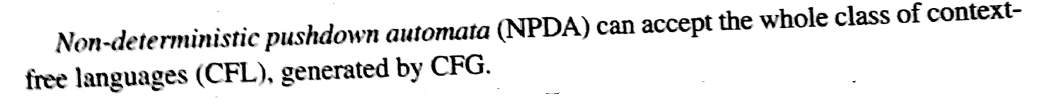 Non-deterministic pushdown automata (NPDA) can accept the whole class of context-
free languages (CFL), generated by CFG.